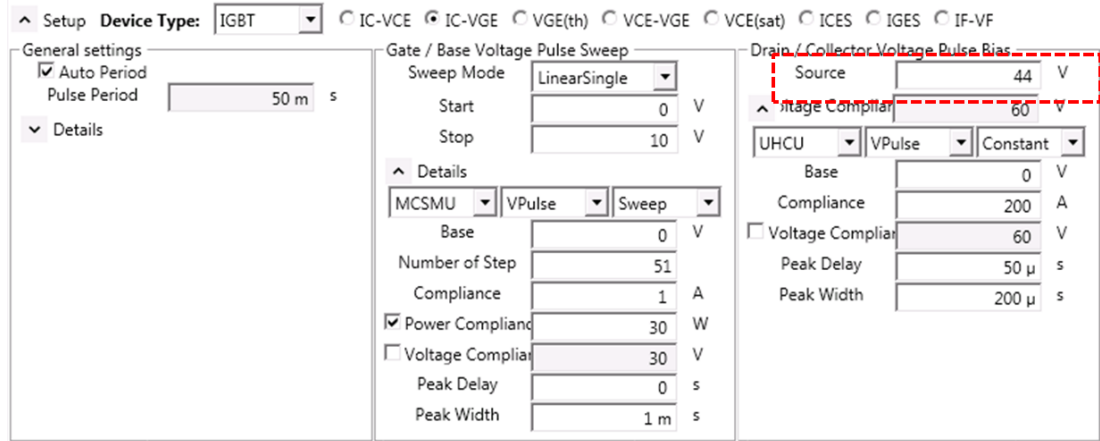 Setup Device Type: IGBT IC-VCE IC-VGE VGE(th) VCE-VGE VCE(sat) ICES IGES IF-VF
General settings
Auto Period
Pulse Period 50 m s
Details
Gate / Base Voltage Pulse Sweep
Sweep Mode LinearSingle
Start 0 V
Stop 10 V
Details
MCSMU VPulse Sweep
Base 0 V
Number of Step 51
Compliance 1 A
Power Complianc 30 W
Voltage Complian 30 V
Peak Delay 0 s
Peak Width 1 m s
Drain / Collector Voltage Pulse Bias
Source 44 V
oltage Complian 60 V
UHCU VPulse Constant
Base 0 V
Compliance 200 A
Voltage Complian 60 V
Peak Delay 50 µ s
Peak Width 200 µ s